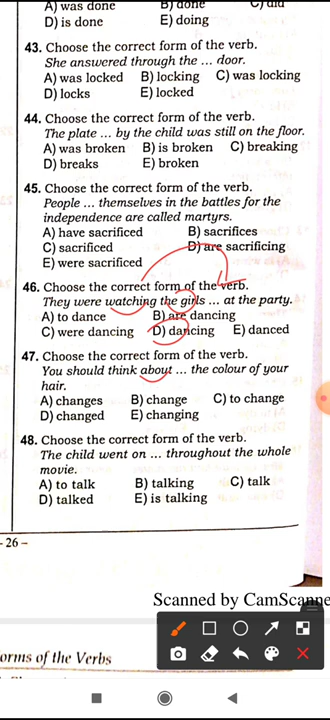 A) was done B) done C) did
D) is done E) doing
43. Choose the correct form of the verb.
She answered through the ... door.
A) was locked B) locking C) was locking
D) locks E) locked
44. Choose the correct form of the verb.
The plate ... by the child was still on the floor.
A) was broken B) is broken C) breaking
D) breaks E) broken
45. Choose the correct form of the verb.
People ... themselves in the battles for the
independence are called martyrs.
A) have sacrificed B) sacrifices
C) sacrificed D) are sacrificing
E) were sacrificed
46. Choose the correct form of the verb.
They were watching the girls ... at the party.
A) to dance B) are dancing
C) were dancing D) dancing E) danced
47. Choose the correct form of the verb.
You should think about ... the colour of your
hair.
A) changes B) change C) to change
D) changed E) changing
48. Choose the correct form of the verb.
The child went on ... throughout the whole
movie.
A) to talk B) talking C) talk
D) talked E) is talking
- 26 -
Scanned by CamScanne
orms of the Verbs